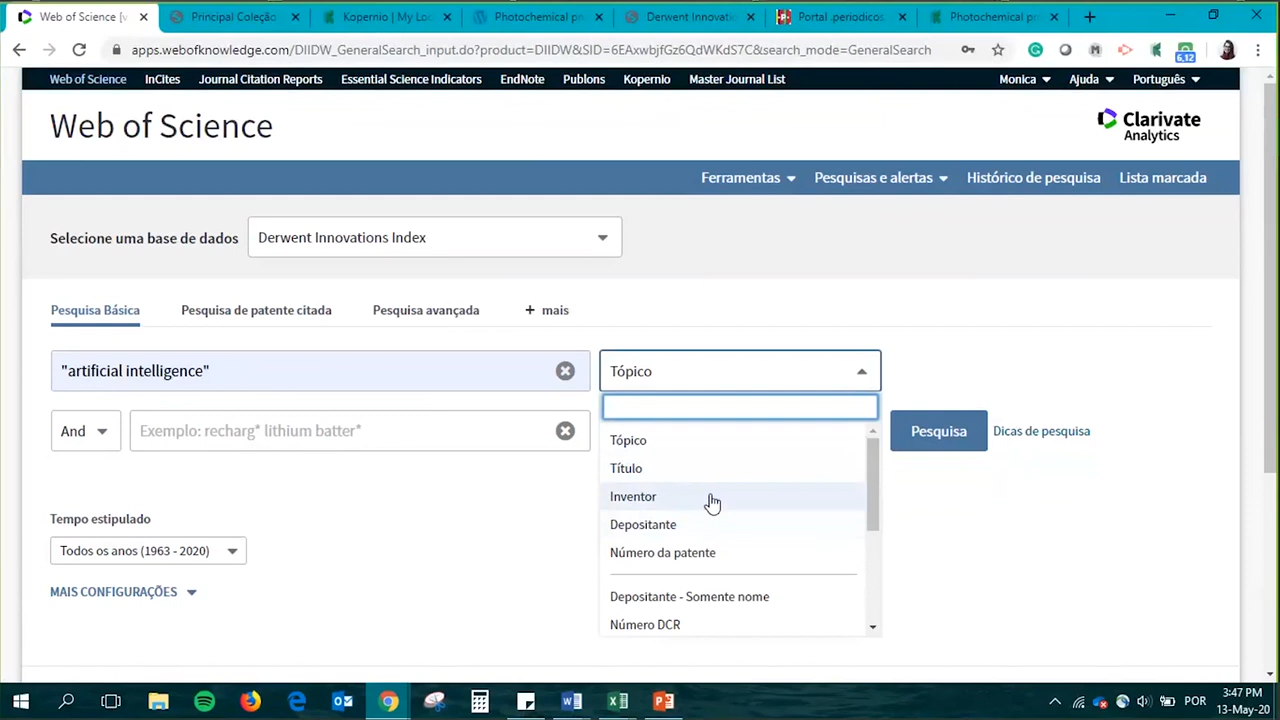 Web of Science [v
Principal Coleção
Kopernio | My Loc
Photochemical pr
Derwent Innovatio
Portal .periodicos.
Photochemical pr
apps.webofknowledge.com/DIIDW_GeneralSearch_input.do?product=DIIDW&SID=6EAxwbjfGz6QdWKdS7C&search_mode=GeneralSearch
6.12
Web of Science InCites Journal Citation Reports Essential Science Indicators EndNote Publons Kopernio Master Journal List Monica Ajuda Português
Web of Science
Clarivate
Analytics
Ferramentas Pesquisas e alertas Histórico de pesquisa Lista marcada
Selecione uma base de dados Derwent Innovations Index
Pesquisa Básica Pesquisa de patente citada Pesquisa avançada + mais
"artificial intelligence" Tópico
And Exemplo: recharg* lithium batter* Pesquisa Dicas de pesquisa
Tópico
Título
Inventor
Depositante
Número da patente
Depositante - Somente nome
Número DCR
Tempo estipulado
Todos os anos (1963 - 2020)
MAIS CONFIGURAÇÕES
POR
3:47 PM
13-May-20